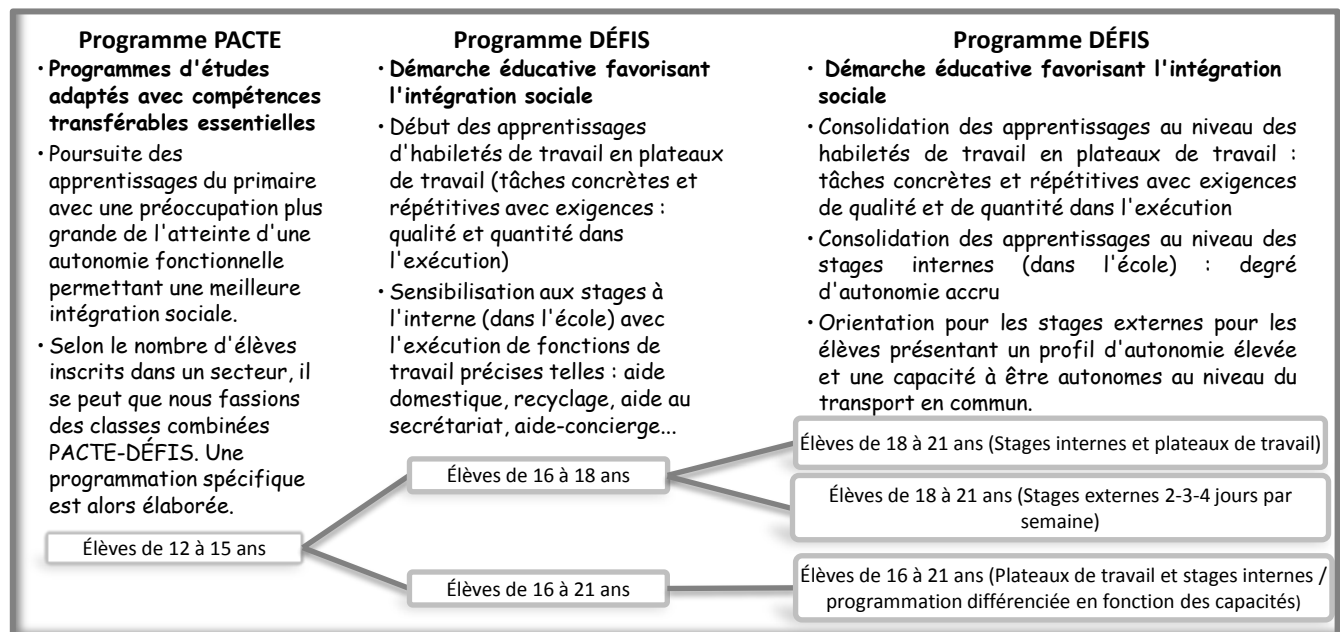 Programme PACTE
• Programmes d'études
adaptés avec compétences
transférables essentielles
• Poursuite des
apprentissages du primaire
avec une préoccupation plus
grande de l'atteinte d'une
autonomie fonctionnelle
permettant une meilleure
intégration sociale.
• Selon le nombre d'élèves
inscrits dans un secteur, il
se peut que nous fassions
des classes combinées
PACTE-DÉFIS. Une
programmation spécifique
est alors élaborée.
Élèves de 12 à 15 ans
Programme DÉFIS
• Démarche éducative favorisant
l'intégration sociale
• Début des apprentissages
d'habiletés de travail en plateaux
de travail (tâches concrètes et
répétitives avec exigences :
qualité et quantité dans
l'exécution)
• Sensibilisation aux stages à
l'interne (dans l'école) avec
l'exécution de fonctions de
travail précises telles : aide
domestique, recyclage, aide au
secrétariat, aide-concierge...
Élèves de 16 à 18 ans
Élèves de 16 à 21 ans
Programme DÉFIS
• Démarche éducative favorisant l'intégration
sociale
• Consolidation des apprentissages au niveau des
habiletés de travail en plateaux de travail :
tâches concrètes et répétitives avec exigences
de qualité et de quantité dans l'exécution
• Consolidation des apprentissages au niveau des
stages internes (dans l'école) : degré
d'autonomie accru
• Orientation pour les stages externes pour les
élèves présentant un profil d'autonomie élevée
et une capacité à être autonomes au niveau du
transport en commun.
Élèves de 18 à 21 ans (Stages internes et plateaux de travail)
Élèves de 18 à 21 ans (Stages externes 2-3-4 jours par
semaine)
Élèves de 16 à 21 ans (Plateaux de travail et stages internes /
programmation différenciée en fonction des capacités)